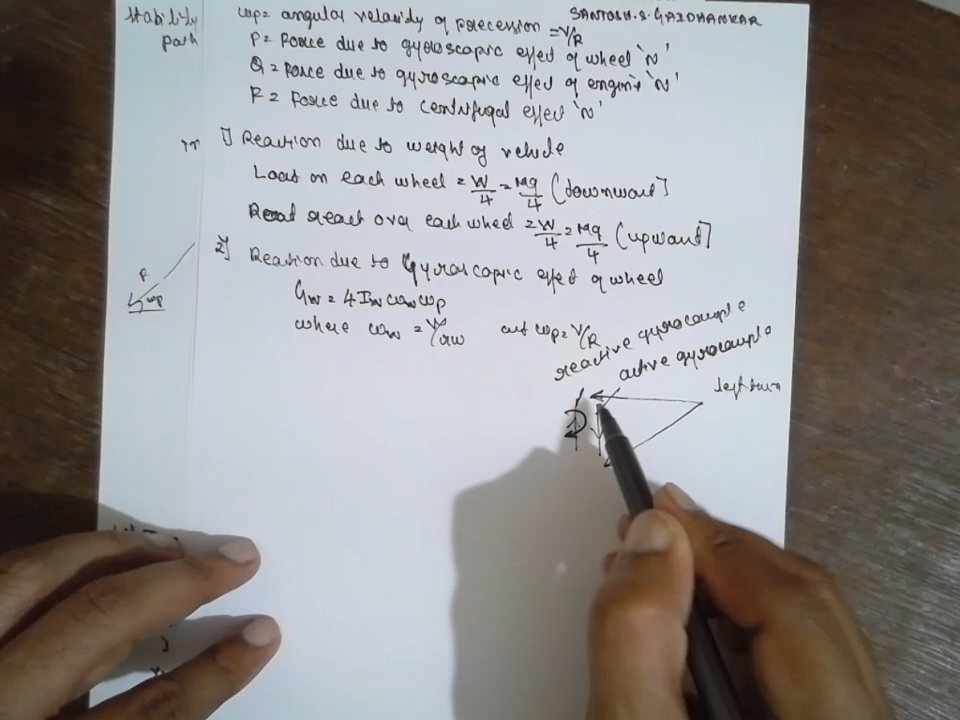 SANTOSH.S.GAIDHANKAR
stability
path
ωp= angular velocity of precession = V/R
P= Force due to gyroscopic effect of wheel 'N'
Q= Force due to gyroscopic effect of engine 'N'
F= Force due to centrifugal effect 'N'
1] Reaction due to weight of vehicle
Load on each wheel = W/4 = Mg/4 (downward]
Road react over each wheel = W/4 = Mg/4 (upward]
2] Reaction due to Gyroscopic effect of wheel
Gw = 4 Iw ωw ωp
where ωw = V/rw and ωp = V/R
reactive gyrocouple
active gyrocouple
left turn
ωp